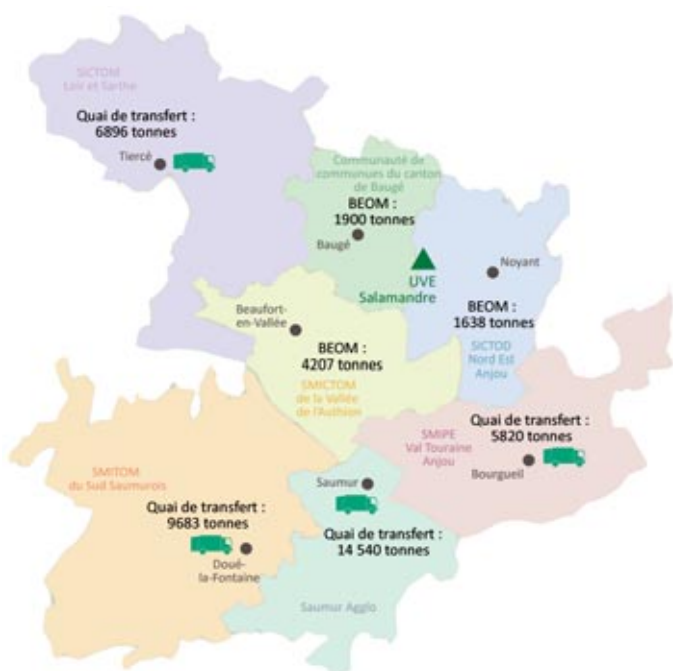 SICTOM
Loir et Sarthe
Quai de transfert :
6896 tonnes
Tiercé
Communauté de
communues du canton
de Baugé
BEOM :
1900 tonnes
Baugé
UVE
Salamandre
Noyant
BEOM :
1638 tonnes
SICTOD
Nord Est
Anjou
Beaufort-
en-Vallée
BEOM :
4207 tonnes
SMICTOM
de la Vallée
de l'Authion
Quai de transfert :
5820 tonnes
SMIPE
Val Touraine
Anjou
Bourgueil
SMITOM
du Sud Saumurois
Quai de transfert :
9683 tonnes
Doué-
la-Fontaine
Saumur
Quai de transfert :
14 540 tonnes
Saumur Agglo